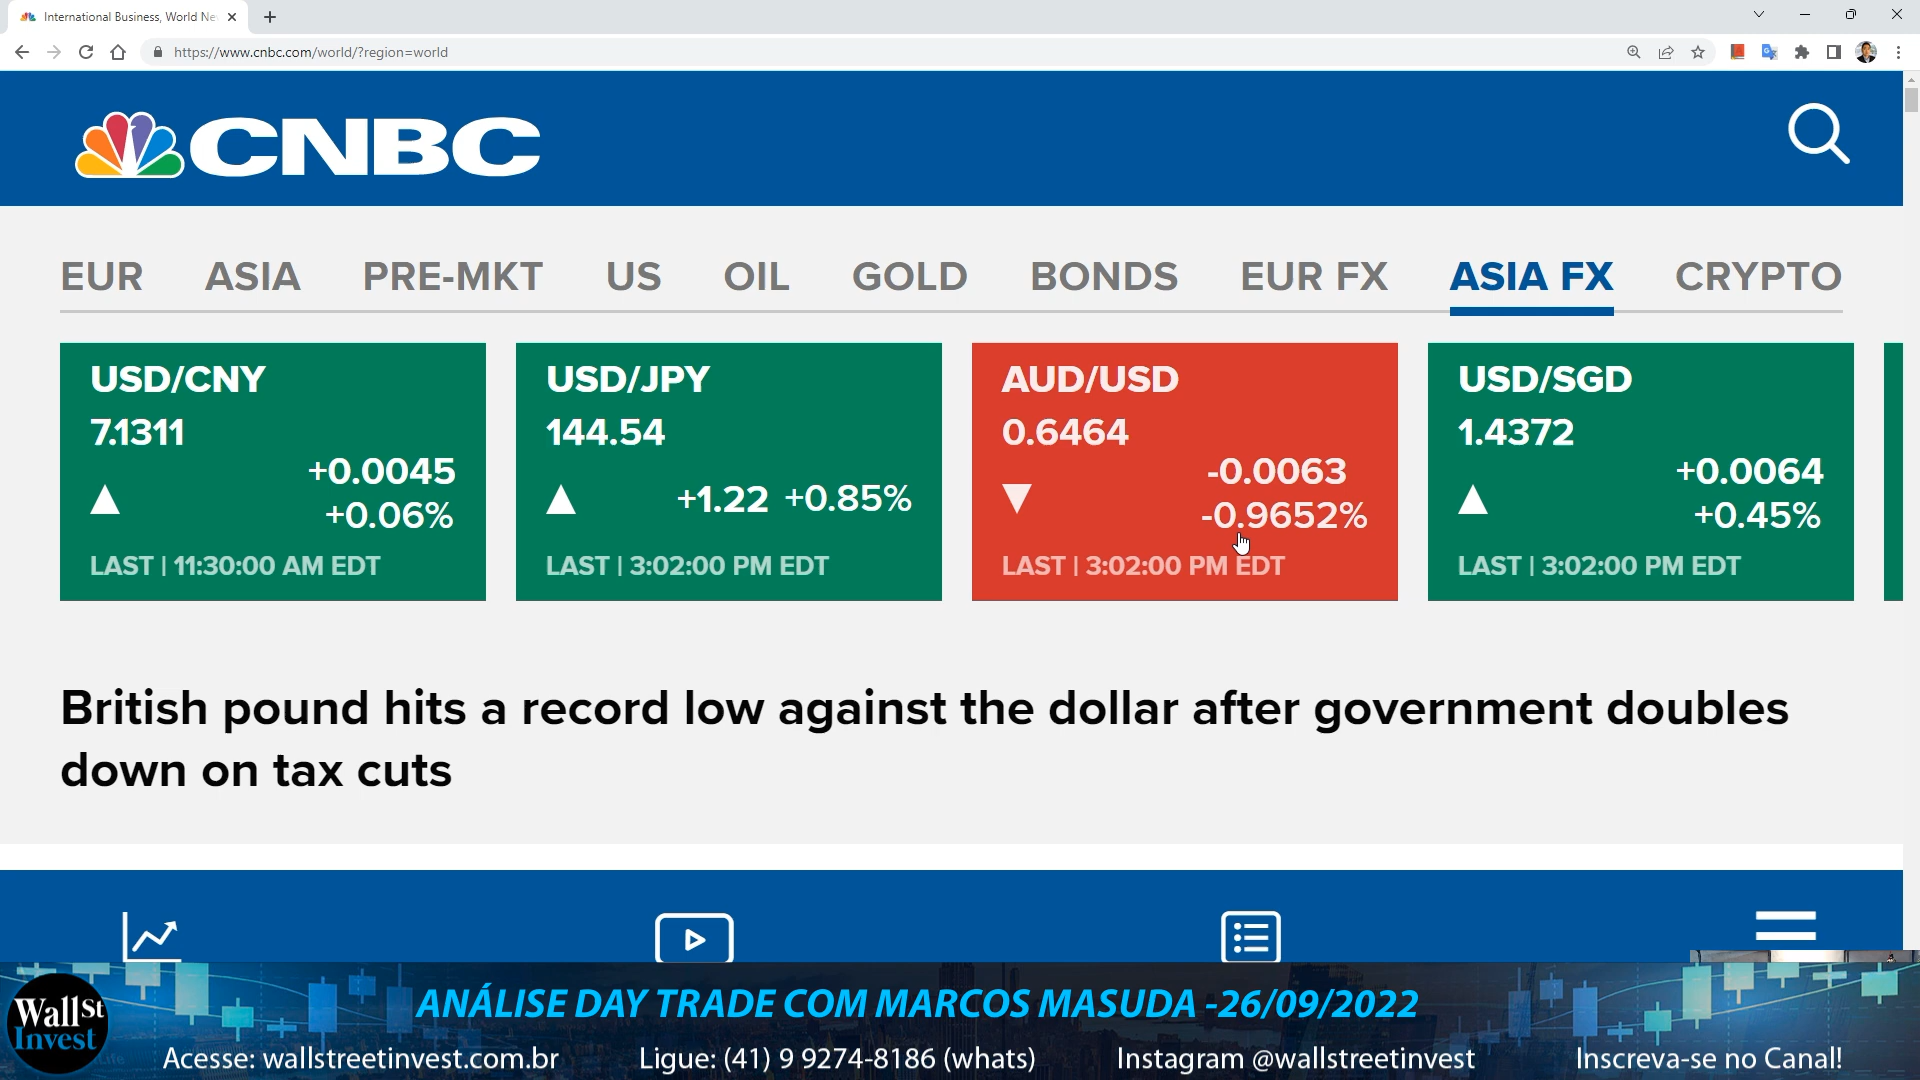 International Business, World Ne
https://www.cnbc.com/world/?region=world
CNBC
EUR ASIA PRE-MKT US OIL GOLD BONDS EUR FX ASIA FX CRYPTO
USD/CNY
7.1311
+0.0045
+0.06%
LAST | 11:30:00 AM EDT
USD/JPY
144.54
+1.22 +0.85%
LAST | 3:02:00 PM EDT
AUD/USD
0.6464
-0.0063
-0.9652%
LAST | 3:02:00 PM EDT
USD/SGD
1.4372
+0.0064
+0.45%
LAST | 3:02:00 PM EDT
British pound hits a record low against the dollar after government doubles
down on tax cuts
Wall St
Invest
ANÁLISE DAY TRADE COM MARCOS MASUDA -26/09/2022
Acesse: wallstreetinvest.com.br Ligue: (41) 9 9274-8186 (whats) Instagram @wallstreetinvest Inscreva-se no Canal!